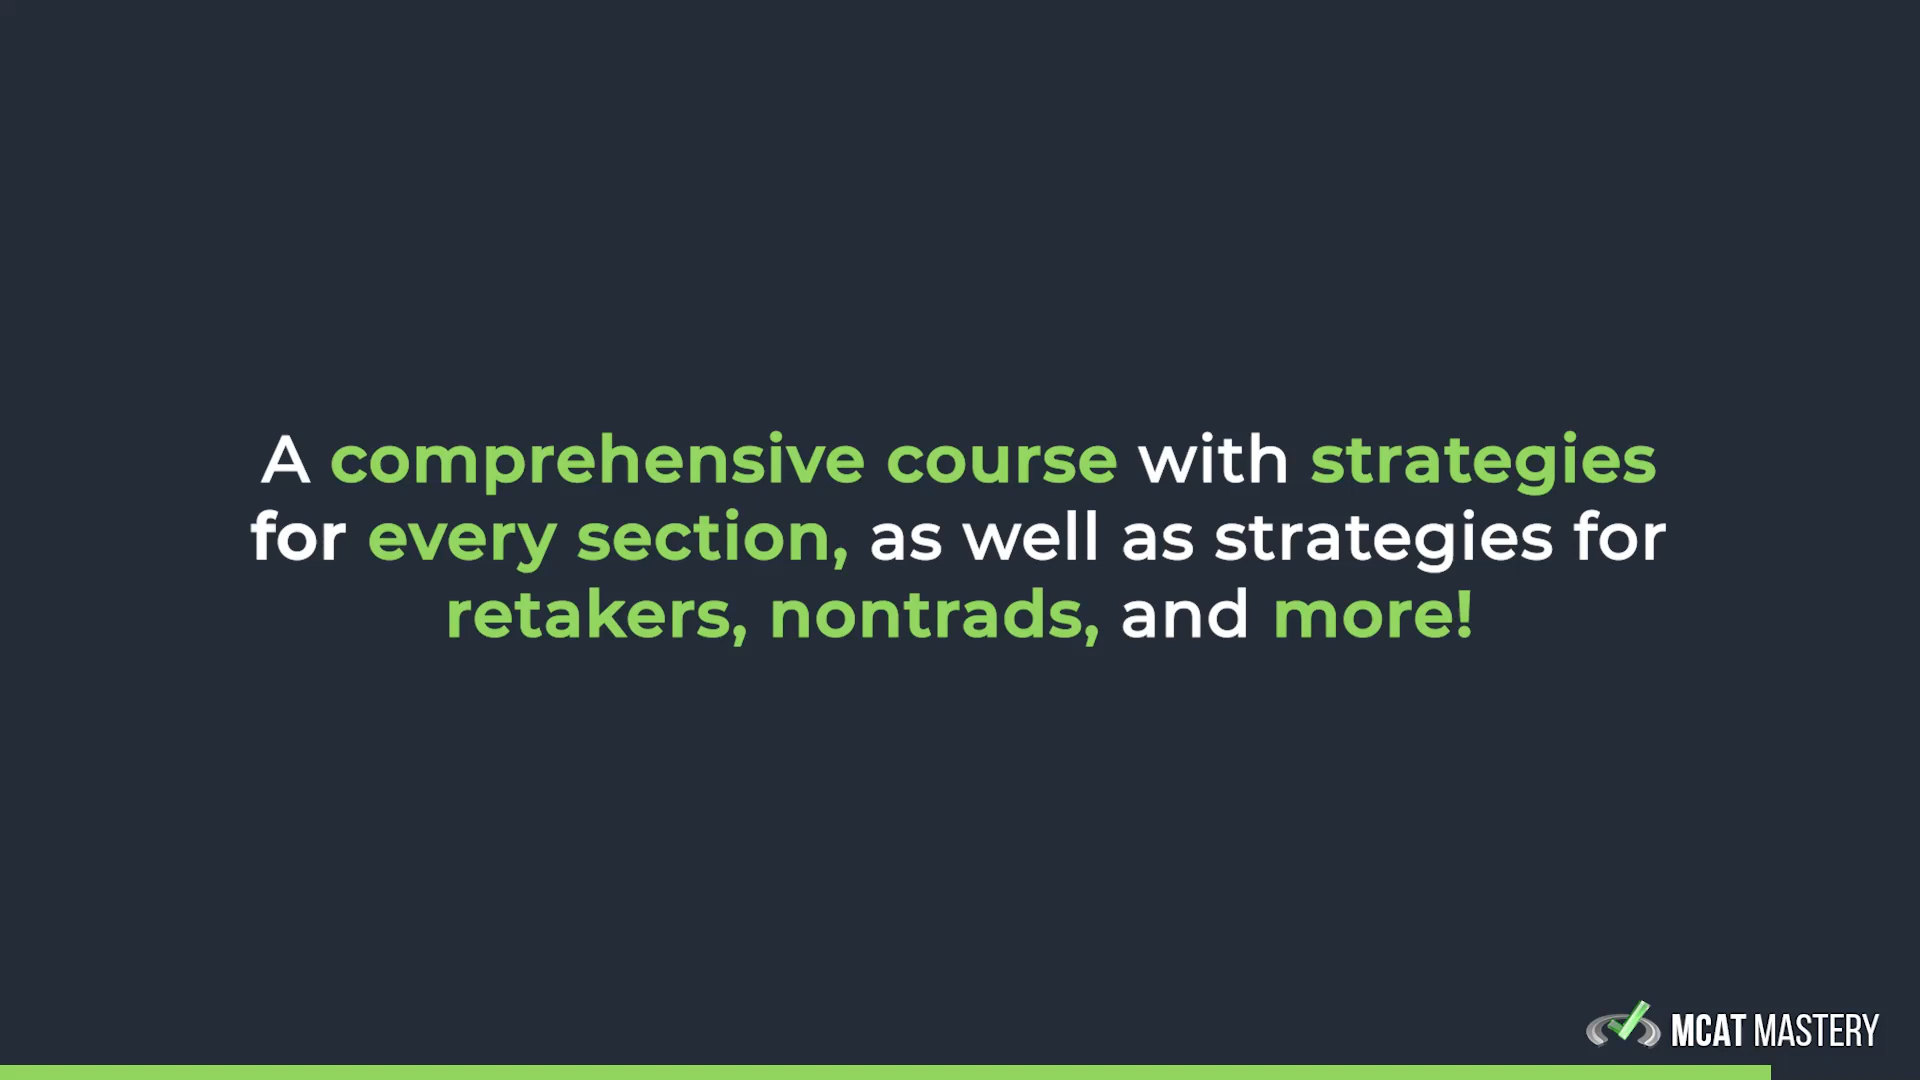 A comprehensive course with strategies
for every section, as well as strategies for
retakers, nontrads, and more!
MCAT MASTERY